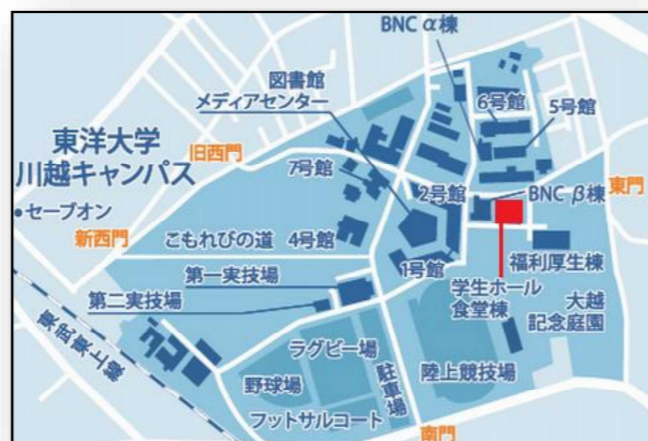 BNC α棟
図書館
メディアセンター
6号館
5号館
東洋大学
川越キャンパス
旧西門
7号館
2号館
BNC β棟
東門
•セーブオン
新西門
こもれびの道
4号館
1号館
福利厚生棟
第一実技場
学生ホール
食堂棟
大越
記念庭園
第二実技場
東武東上線
ラグビー場
野球場
駐車場
陸上競技場
フットサルコート
南門